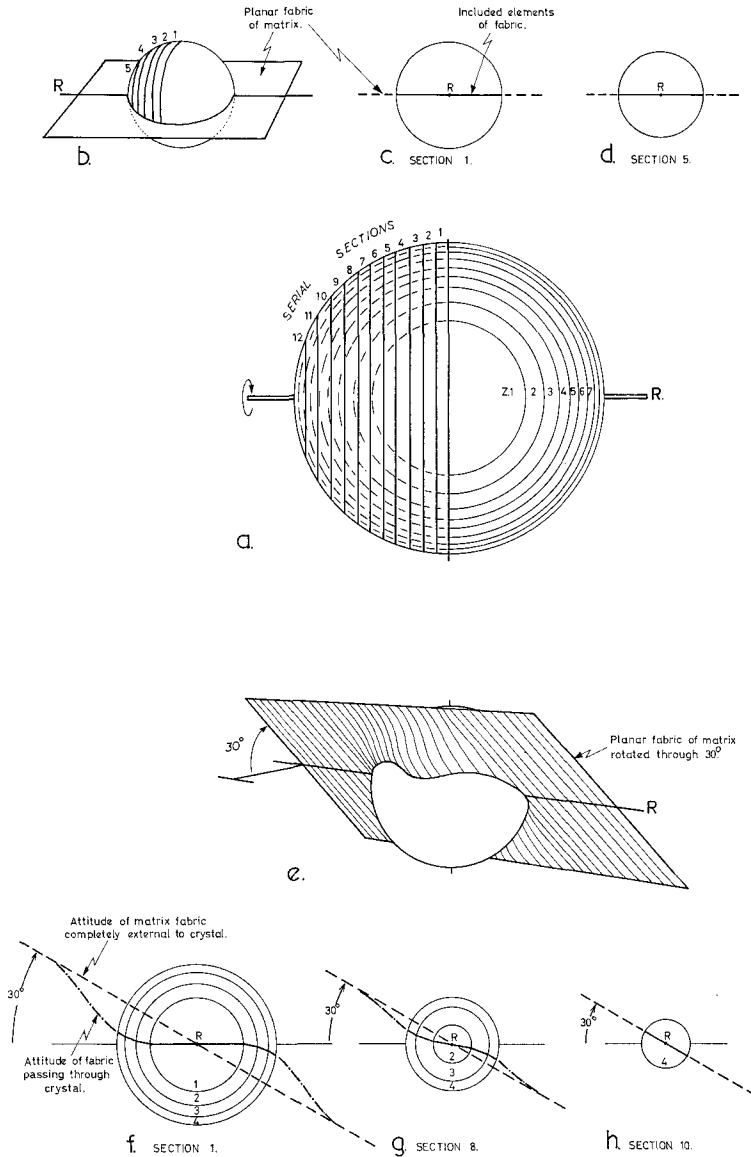 Planar fabric
of matrix.
Included elements
of fabric.
1
2
3
4
5
R
R
R
b.
c. SECTION 1.
d. SECTION 5.
SERIAL SECTIONS
1
2
3
4
5
6
7
8
9
10
11
12
Z.1 2 3 4 5 6 7
R.
a.
30°
Planar fabric of matrix
rotated through 30°.
R
e.
Attitude of matrix fabric
completely external to crystal.
30°
R
Attitude of fabric
passing through
crystal.
1
2
3
4
30°
R
2
3
4
30°
R
4
f. SECTION 1.
g. SECTION 8.
h. SECTION 10.